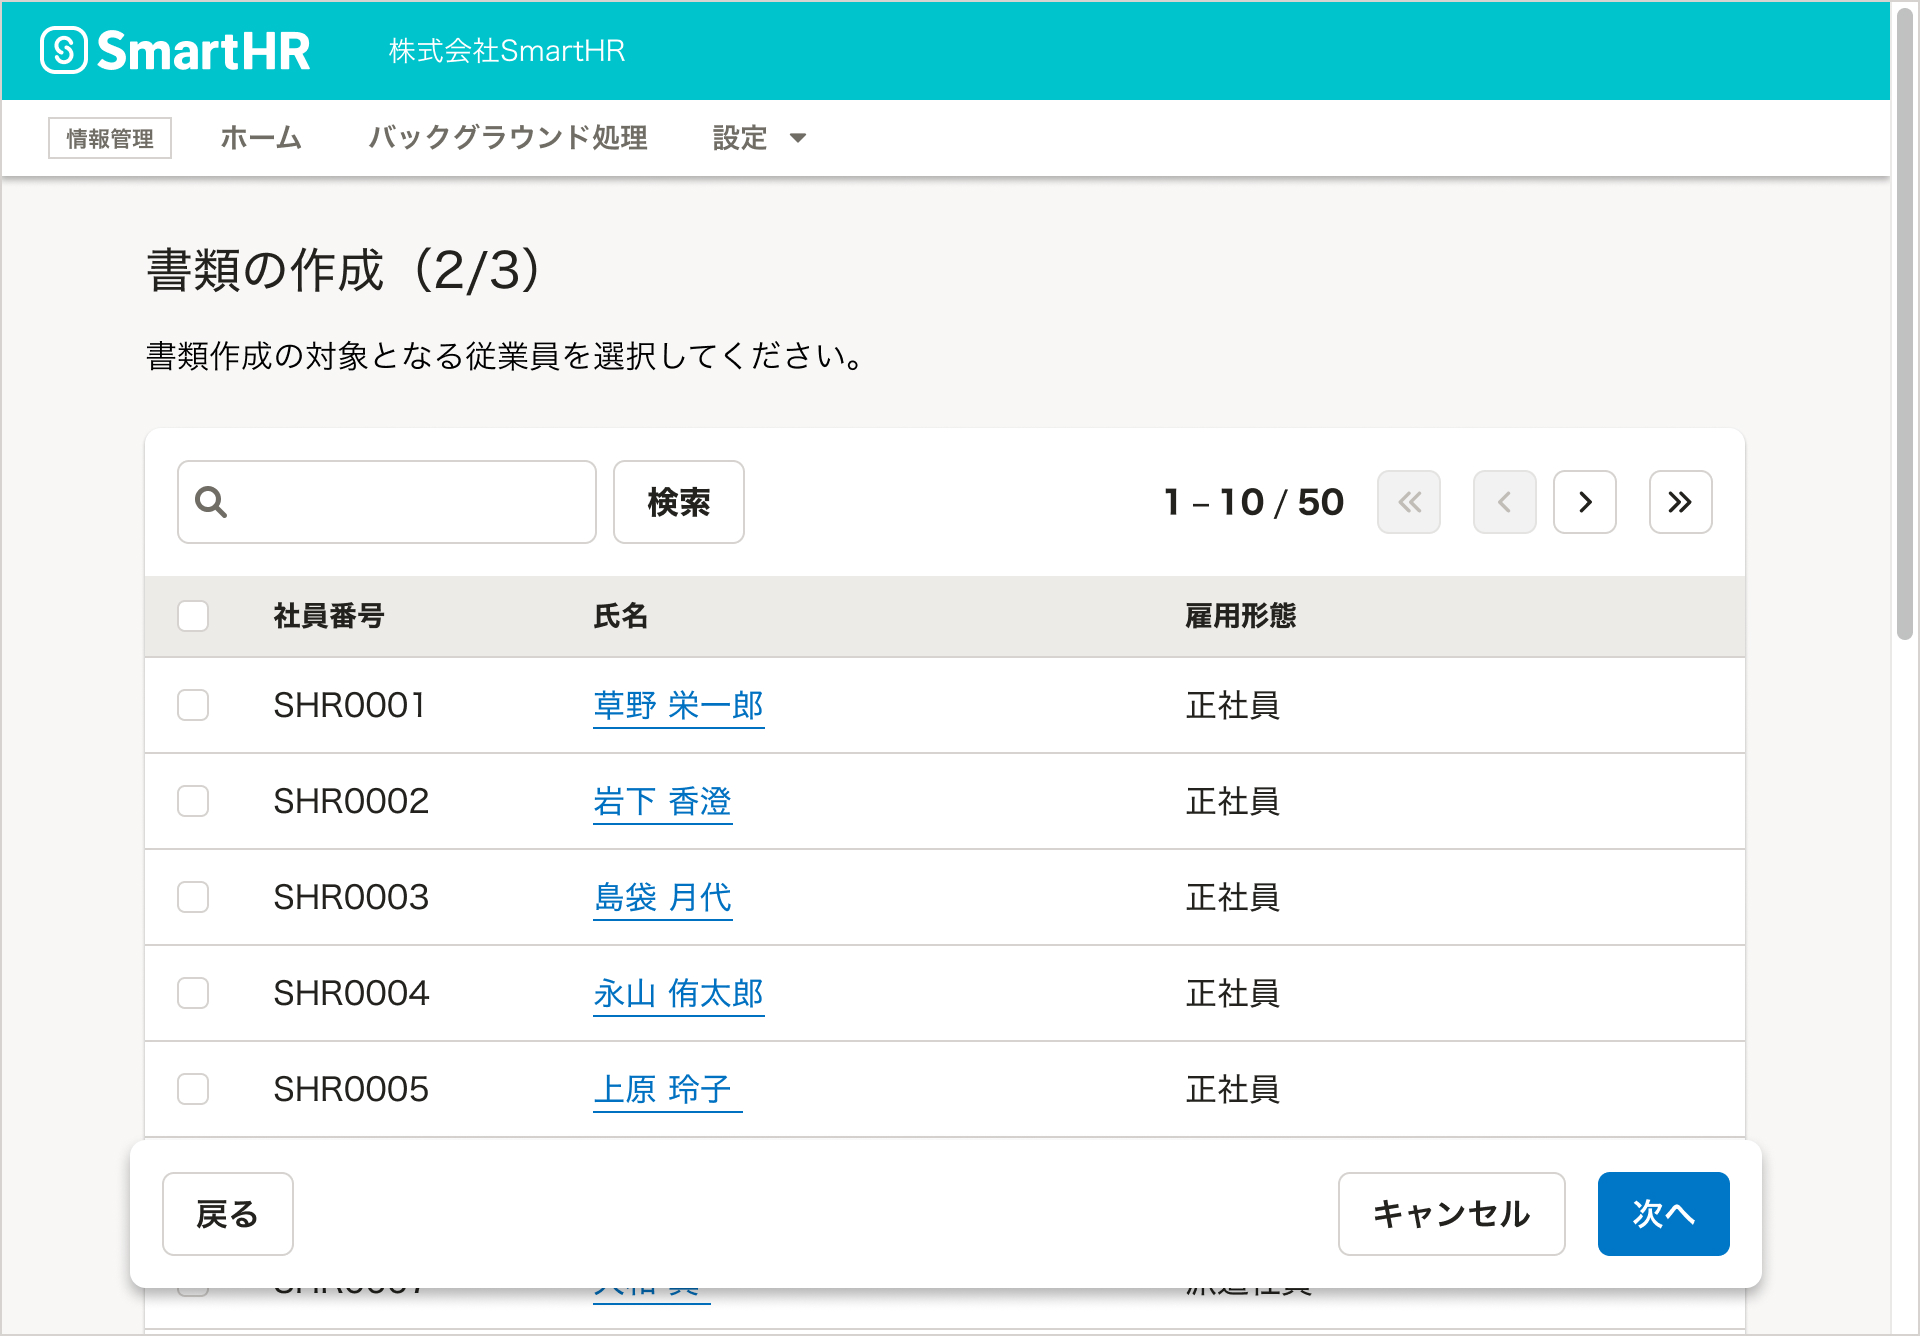 SmartHR
株式会社SmartHR
情報管理 ホーム バックグラウンド処理 設定
書類の作成（2/3）
書類作成の対象となる従業員を選択してください。
検索 1 – 10 / 50
社員番号 氏名 雇用形態
SHR0001 草野 栄一郎 正社員
SHR0002 岩下 香澄 正社員
SHR0003 島袋 月代 正社員
SHR0004 永山 侑太郎 正社員
SHR0005 上原 玲子 正社員
戻る キャンセル 次へ